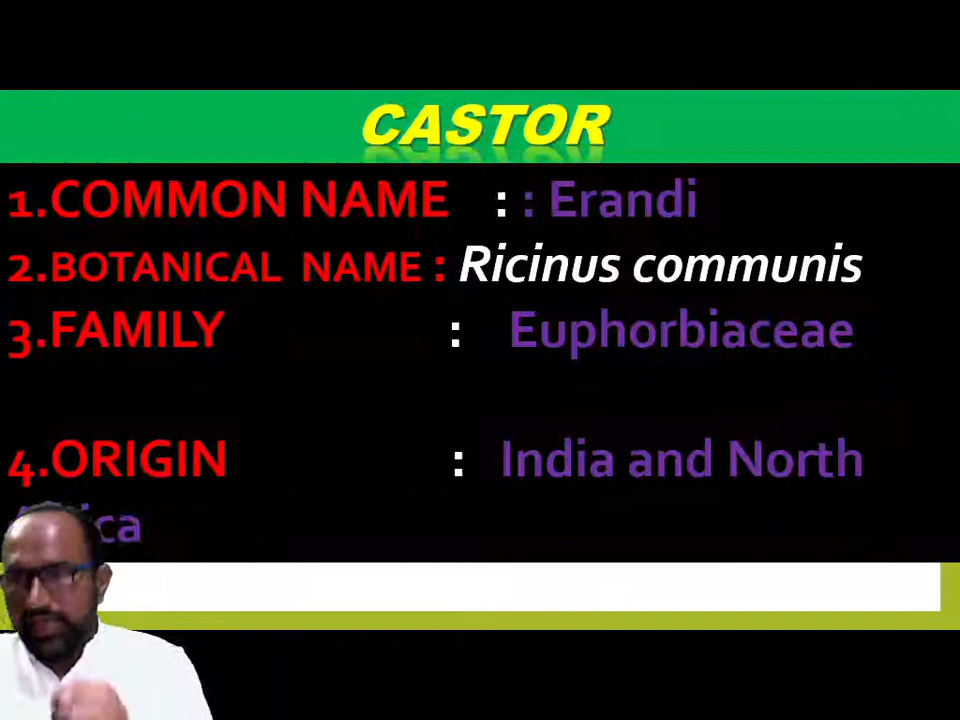 CASTOR
1.COMMON NAME : : Erandi
2.BOTANICAL NAME : Ricinus communis
3.FAMILY : Euphorbiaceae
4.ORIGIN : India and North